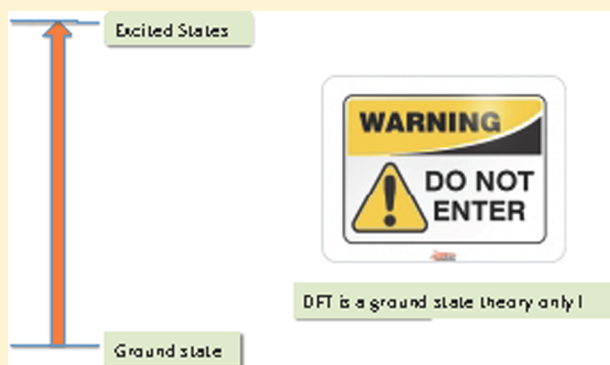 Excited States
WARNING
DO NOT
ENTER
DFT is a ground state theory only !
Ground state